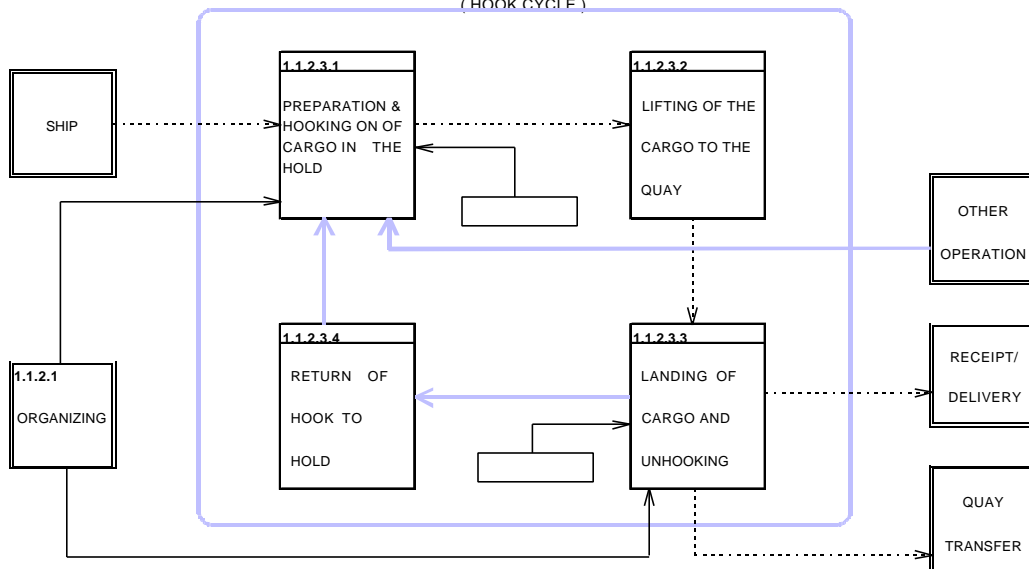 ( HOOK CYCLE )
1.1.2.3.1
PREPARATION &
HOOKING ON OF
CARGO IN THE
HOLD
1.1.2.3.2
LIFTING OF THE
CARGO TO THE
QUAY
SHIP
OTHER
OPERATION
1.1.2.3.4
RETURN OF
HOOK TO
HOLD
1.1.2.3.3
LANDING OF
CARGO AND
UNHOOKING
RECEIPT/
DELIVERY
1.1.2.1
ORGANIZING
QUAY
TRANSFER